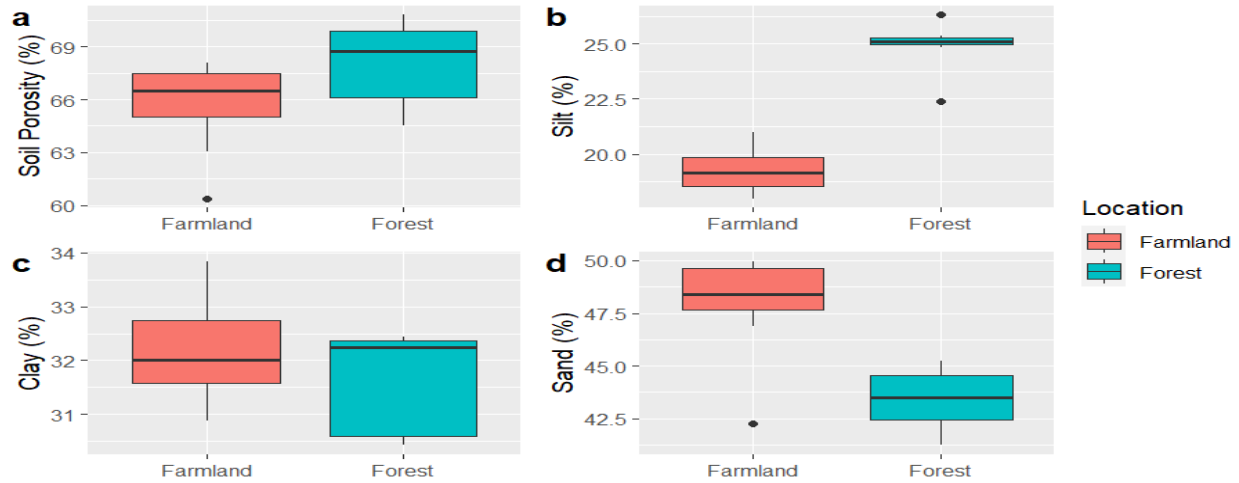 a
Soil Porosity (%)
69
66
63
60
Farmland Forest
b
Silt (%)
25.0
22.5
20.0
Farmland Forest
c
Clay (%)
34
33
32
31
Farmland Forest
d
Sand (%)
50.0
47.5
45.0
42.5
Farmland Forest
Location
Farmland
Forest